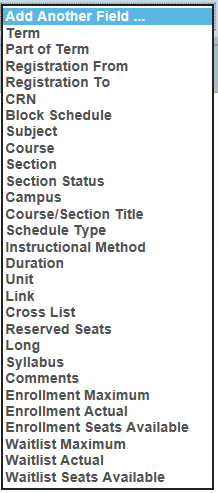 Add Another Field ...
Term
Part of Term
Registration From
Registration To
CRN
Block Schedule
Subject
Course
Section
Section Status
Campus
Course/Section Title
Schedule Type
Instructional Method
Duration
Unit
Link
Cross List
Reserved Seats
Long
Syllabus
Comments
Enrollment Maximum
Enrollment Actual
Enrollment Seats Available
Waitlist Maximum
Waitlist Actual
Waitlist Seats Available